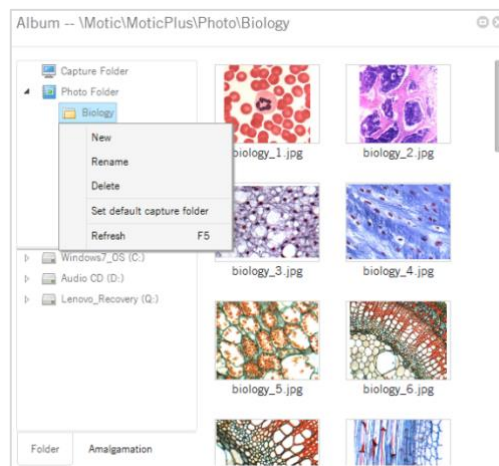 Album -- \Motic\MoticPlus\Photo\Biology
Capture Folder
Photo Folder
Biology
New
Rename
Delete
Set default capture folder
Refresh F5
Windows7_OS (C:)
Audio CD (D:)
Lenovo_Recovery (Q:)
Folder Amalgamation
biology_1.jpg biology_2.jpg
biology_3.jpg biology_4.jpg
biology_5.jpg biology_6.jpg